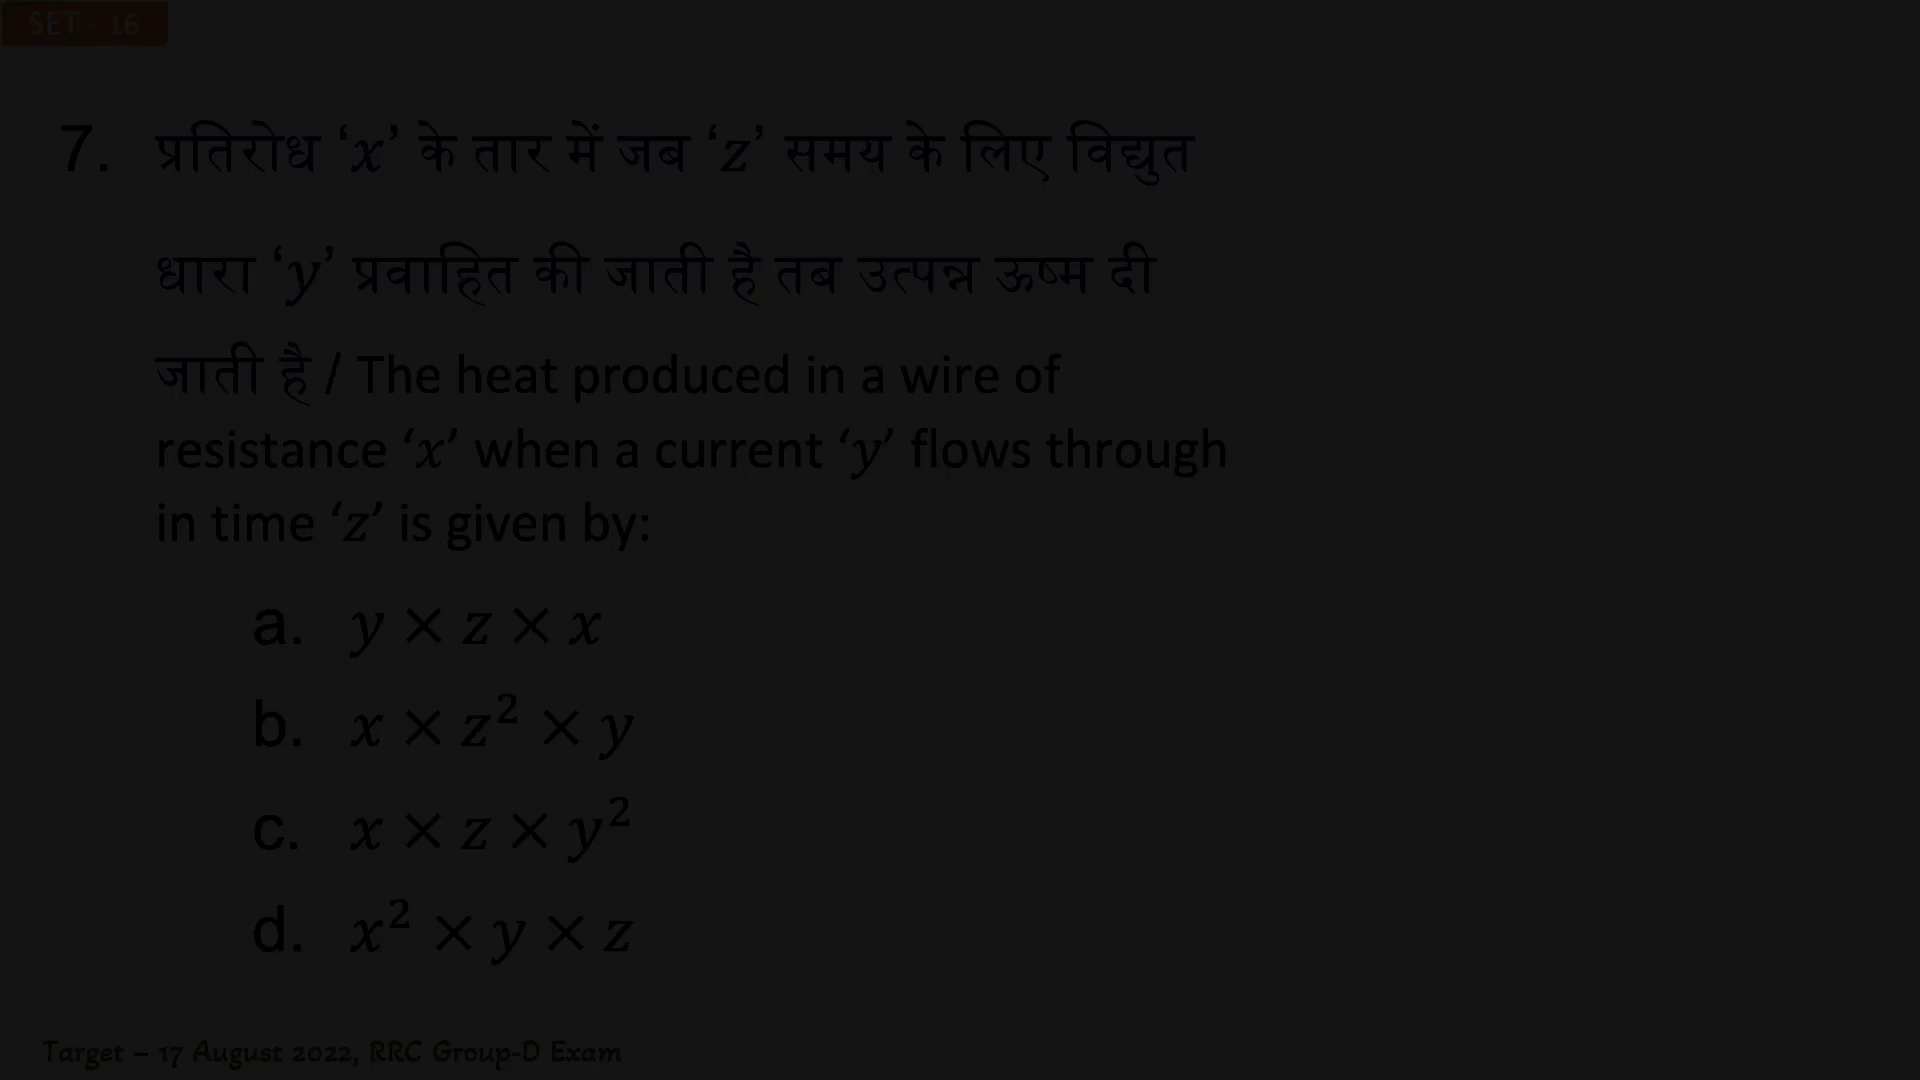 SET - 16
7. प्रतिरोध ‘x’ के तार में जब ‘z’ समय के लिए विद्युत
धारा ‘y’ प्रवाहित की जाती है तब उत्पन्न ऊष्म दी
जाती है / The heat produced in a wire of
resistance ‘x’ when a current ‘y’ flows through
in time ‘z’ is given by:
a. y × z × x
b. x × z² × y
c. x × z × y²
d. x² × y × z
Target – 17 August 2022, RRC Group-D Exam